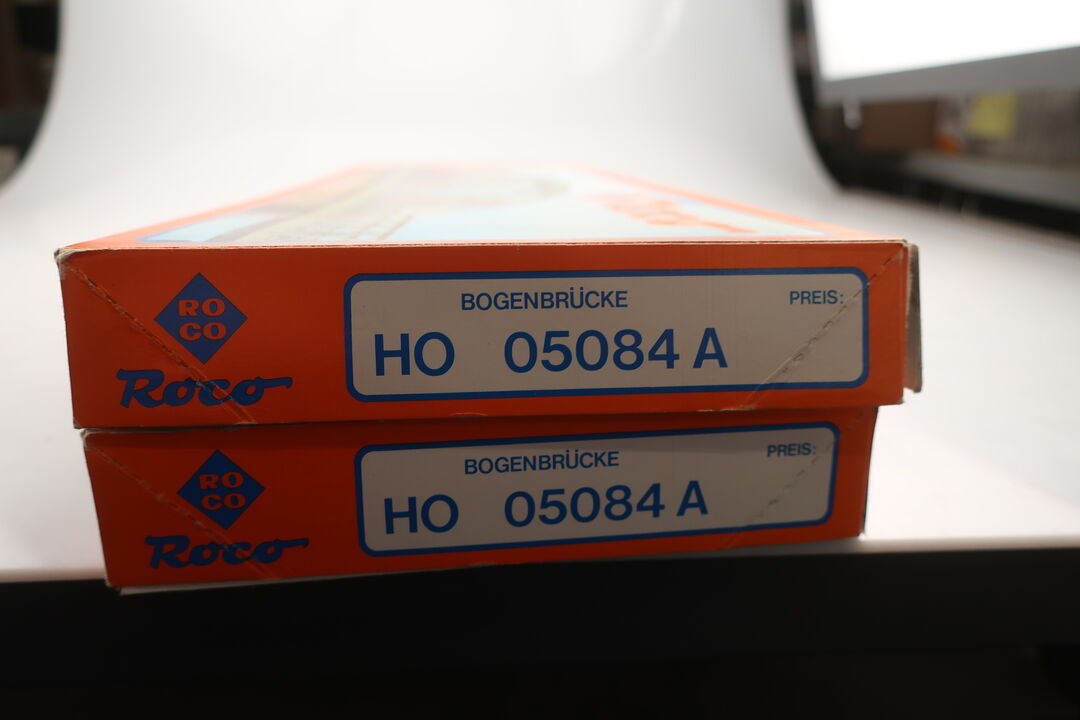 RO
CO
Roco
BOGENBRÜCKE
PREIS:
HO 05084 A
RO
CO
Roco
BOGENBRÜCKE
PREIS:
HO 05084 A